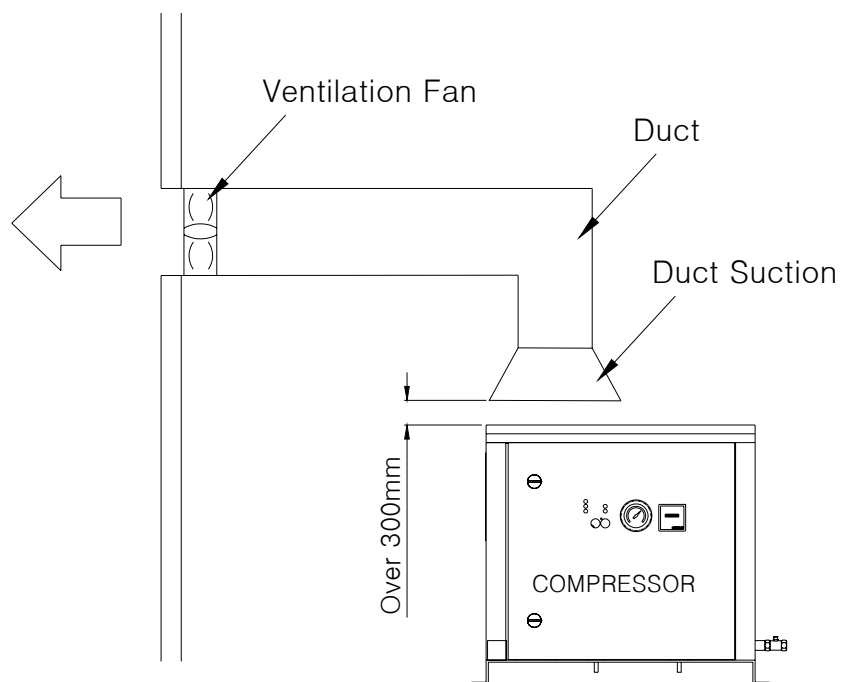 Ventilation Fan
Duct
Duct Suction
Over 300mm
COMPRESSOR